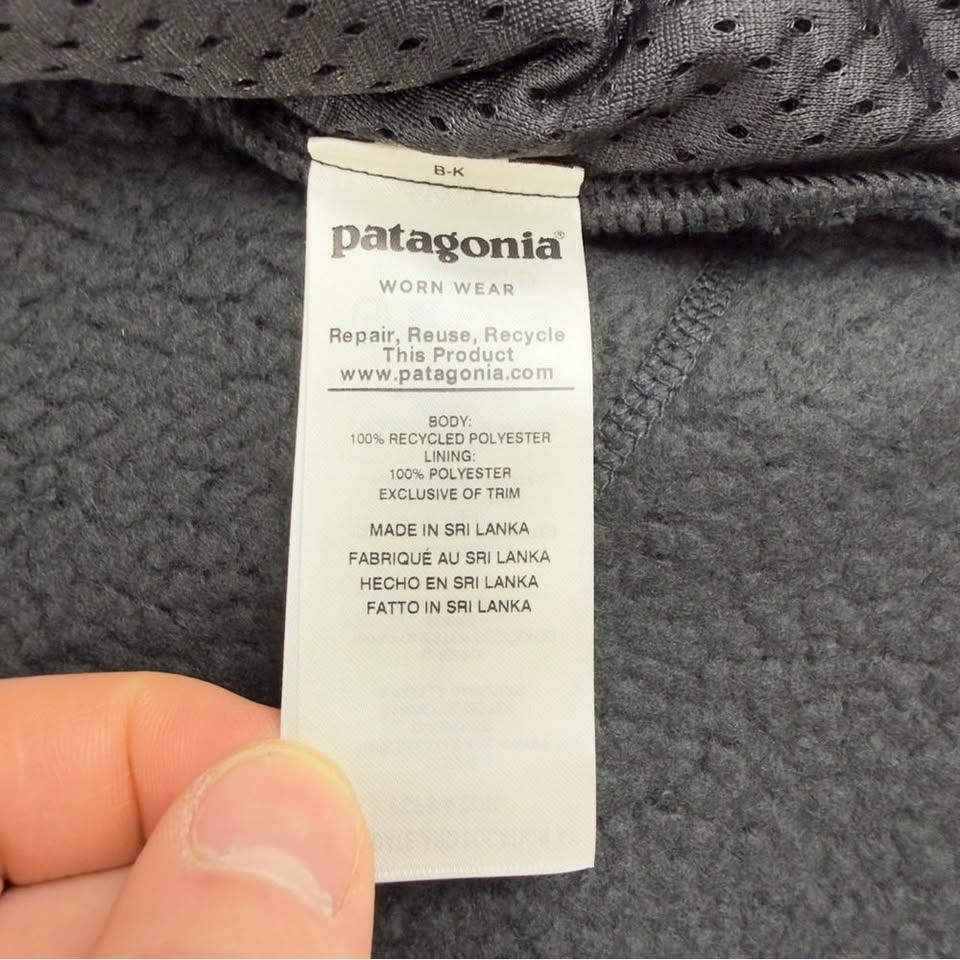 B-K
patagonia®
WORN WEAR
Repair, Reuse, Recycle
This Product
www.patagonia.com
BODY:
100% RECYCLED POLYESTER
LINING:
100% POLYESTER
EXCLUSIVE OF TRIM
MADE IN SRI LANKA
FABRIQUÉ AU SRI LANKA
HECHO EN SRI LANKA
FATTO IN SRI LANKA